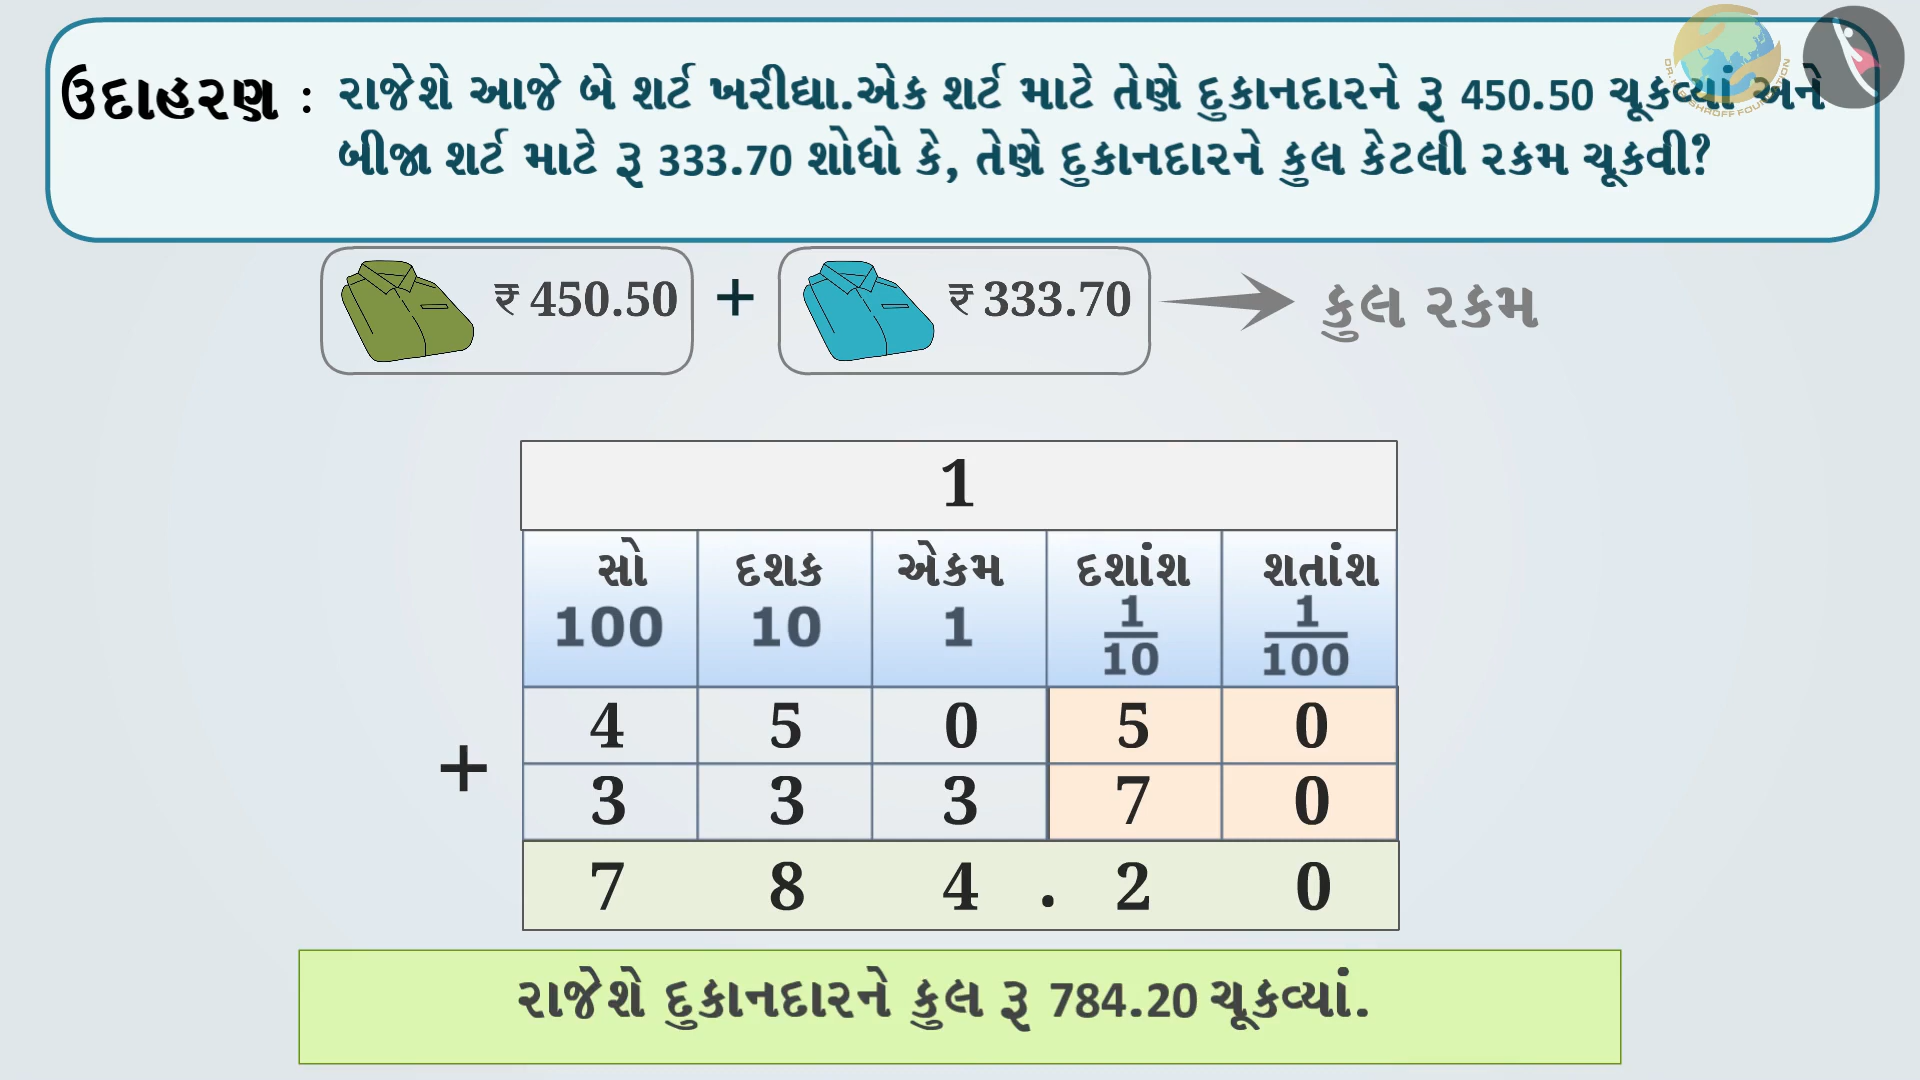 ઉદાહરણ : રાજેશે આજે બે શર્ટ ખરીદ્યા.એક શર્ટ માટે તેણે દુકાનદારને રૂ 450.50 ચૂકવ્યાં અને
બીજા શર્ટ માટે રૂ 333.70 શોધો કે, તેણે દુકાનદારને કુલ કેટલી રકમ ચૂકવી?
₹ 450.50 + ₹ 333.70 કુલ રકમ
1
સો દશક એકમ દશાંશ શતાંશ
100 10 1 1/10 1/100
4 5 0 5 0
+ 3 3 3 7 0
7 8 4 . 2 0
રાજેશે દુકાનદારને કુલ રૂ 784.20 ચૂકવ્યાં.